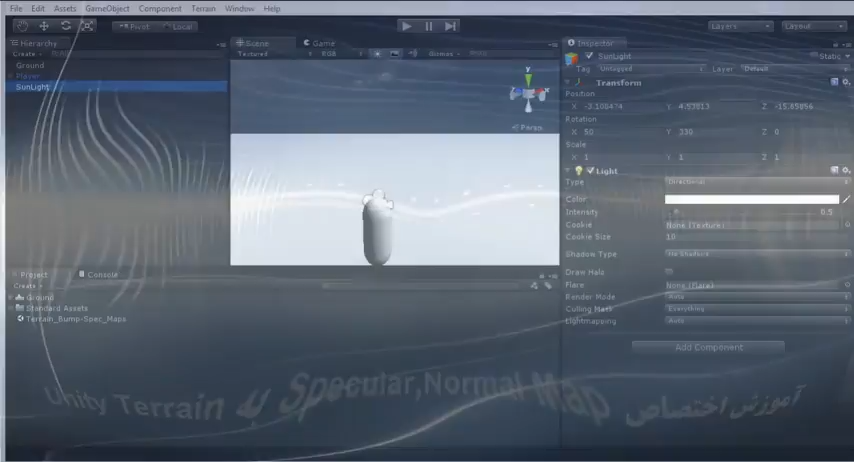 File Edit Assets GameObject Component Terrain Window Help
Pivot Local Layers Layout
Hierarchy Scene Game Inspector
Create Textured RGB Gizmos
SunLight Static
Tag Untagged Layer Default
Ground
Player
SunLight
Transform
Position
X -3.108474 Y 4.53813 Z -15.65856
Rotation
X 50 Y 330 Z 0
Scale
X 1 Y 1 Z 1
y
x
Persp
Light
Type Directional
Color
Intensity 0.5
Cookie None (Texture)
Cookie Size 10
Shadow Type No Shadows
Draw Halo
Flare None (Flare)
Render Mode Auto
Culling Mask Everything
Lightmapping Auto
Add Component
Project Console
Create
Ground
Standard Assets
Terrain_Bump-Spec_Maps
آموزش اختصاص Specular,Normal Map و Unity Terrain